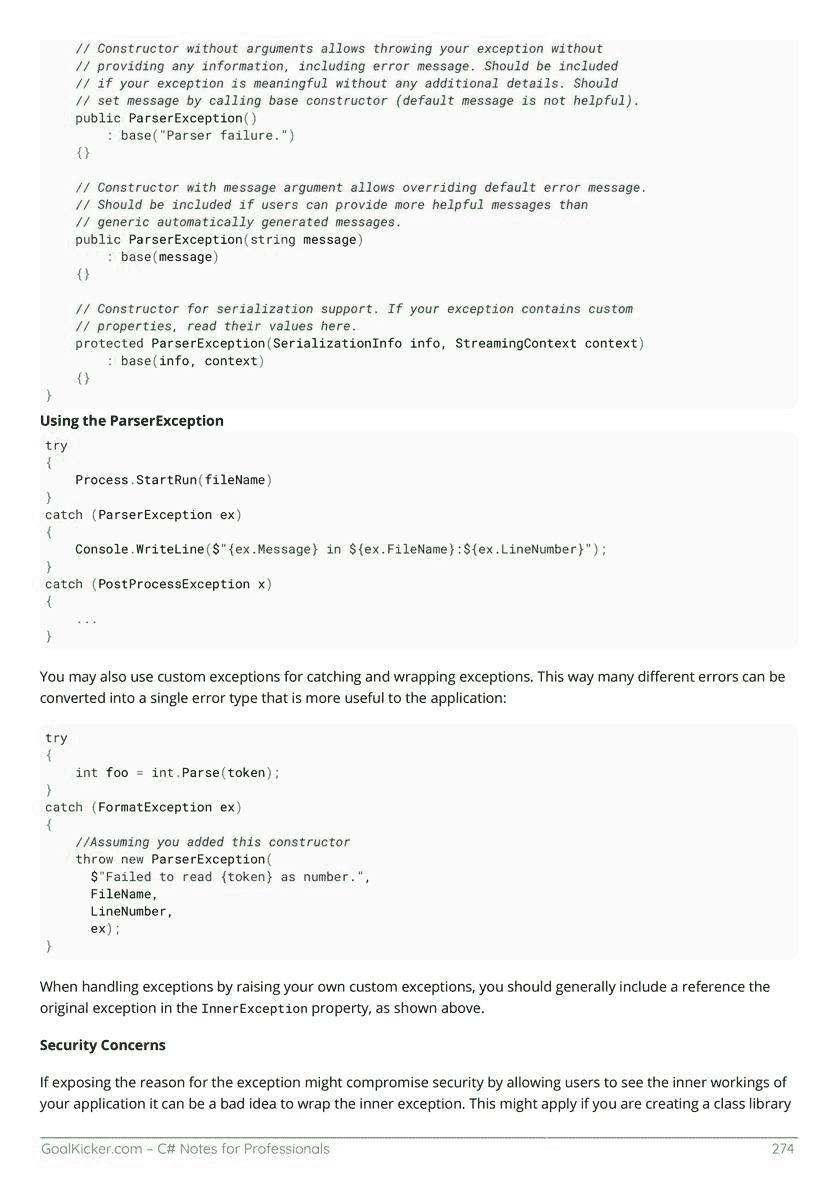 // Constructor without arguments allows throwing your exception without
// providing any information, including error message. Should be included
// if your exception is meaningful without any additional details. Should
// set message by calling base constructor (default message is not helpful).
public ParserException()
: base("Parser failure.")
{}
// Constructor with message argument allows overriding default error message.
// Should be included if users can provide more helpful messages than
// generic automatically generated messages.
public ParserException(string message)
: base(message)
{}
// Constructor for serialization support. If your exception contains custom
// properties, read their values here.
protected ParserException(SerializationInfo info, StreamingContext context)
: base(info, context)
{}
}
Using the ParserException
try
{
Process.StartRun(fileName)
}
catch (ParserException ex)
{
Console.WriteLine($"{ex.Message} in ${ex.FileName}:${ex.LineNumber}");
}
catch (PostProcessException x)
{
...
}
You may also use custom exceptions for catching and wrapping exceptions. This way many different errors can be
converted into a single error type that is more useful to the application:
try
{
int foo = int.Parse(token);
}
catch (FormatException ex)
{
//Assuming you added this constructor
throw new ParserException(
$"Failed to read {token} as number.",
FileName,
LineNumber,
ex);
}
When handling exceptions by raising your own custom exceptions, you should generally include a reference the
original exception in the InnerException property, as shown above.
Security Concerns
If exposing the reason for the exception might compromise security by allowing users to see the inner workings of
your application it can be a bad idea to wrap the inner exception. This might apply if you are creating a class library
GoalKicker.com – C# Notes for Professionals 274